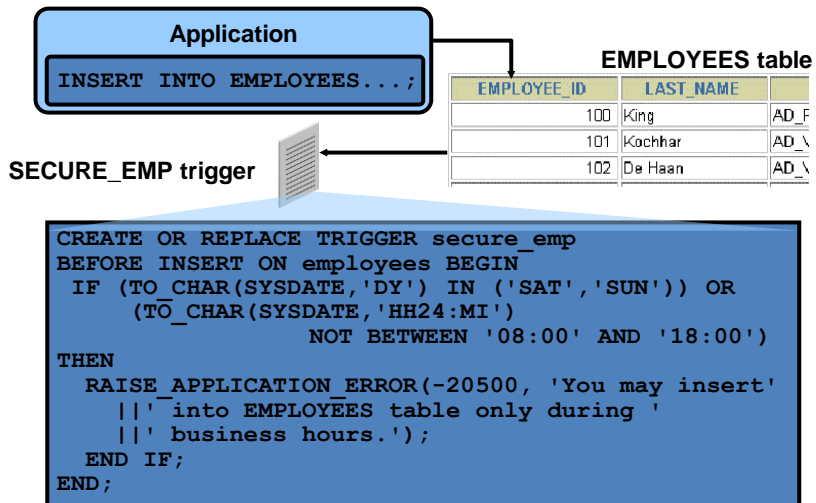 Application
INSERT INTO EMPLOYEES...;
EMPLOYEES table
EMPLOYEE_ID LAST_NAME
100 King
101 Kochhar
102 De Haan
SECURE_EMP trigger
CREATE OR REPLACE TRIGGER secure_emp
BEFORE INSERT ON employees BEGIN
IF (TO_CHAR(SYSDATE,'DY') IN ('SAT','SUN')) OR
(TO_CHAR(SYSDATE,'HH24:MI')
NOT BETWEEN '08:00' AND '18:00')
THEN
RAISE_APPLICATION_ERROR(-20500, 'You may insert'
||' into EMPLOYEES table only during '
||' business hours.');
END IF;
END;